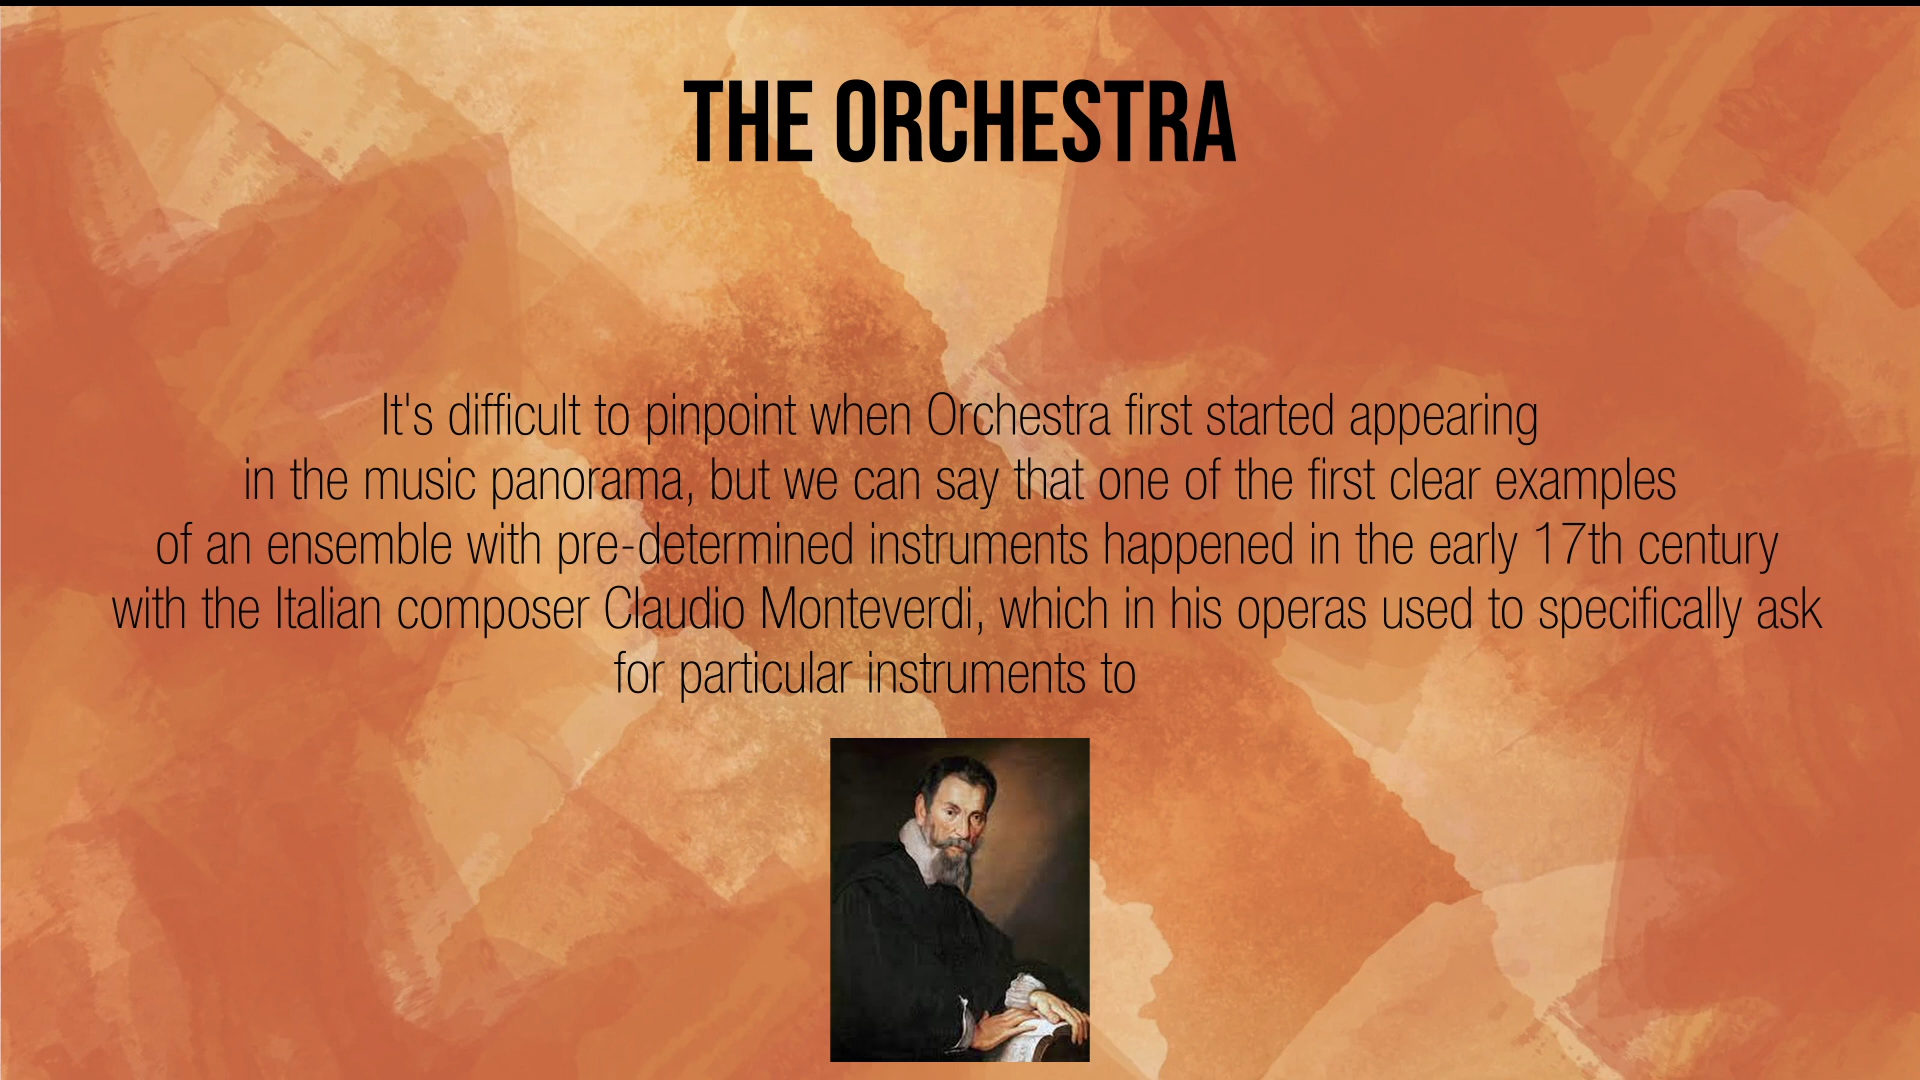 THE ORCHESTRA
It's difficult to pinpoint when Orchestra first started appearing
in the music panorama, but we can say that one of the first clear examples
of an ensemble with pre-determined instruments happened in the early 17th century
with the Italian composer Claudio Monteverdi, which in his operas used to specifically ask
for particular instruments to